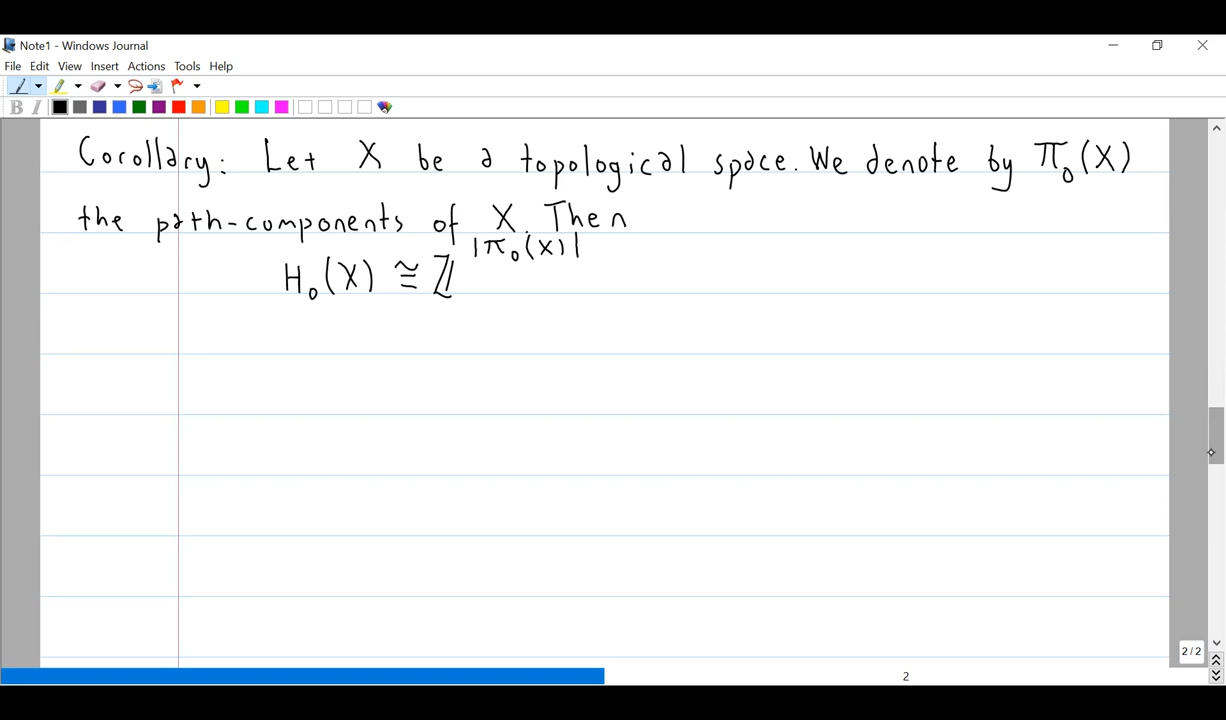 Note1 - Windows Journal
File Edit View Insert Actions Tools Help
B I
Corollary: Let X be a topological space. We denote by π₀(X)
the path-components of X. Then
H₀(X) ≅ ℤ^|π₀(X)|
2/2
2